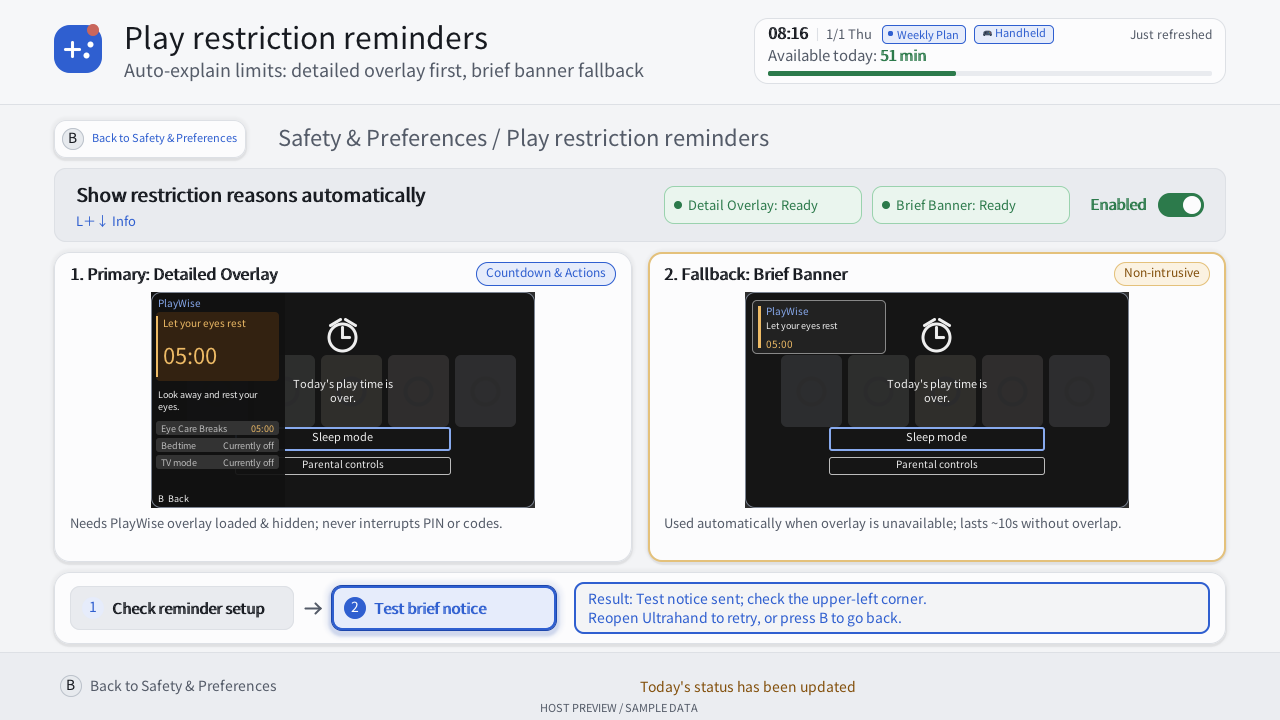 Play restriction reminders
Auto-explain limits: detailed overlay first, brief banner fallback
08:16
1/1 Thu
Weekly Plan
Handheld
Just refreshed
Available today: 51 min
B Back to Safety & Preferences
Safety & Preferences / Play restriction reminders
Show restriction reasons automatically
L+↓ Info
Detail Overlay: Ready
Brief Banner: Ready
Enabled
1. Primary: Detailed Overlay
Countdown & Actions
PlayWise
Let your eyes rest
05:00
Look away and rest your
eyes.
Eye Care Breaks 05:00
Bedtime Currently off
TV mode Currently off
B Back
Today's play time is
over.
Sleep mode
Parental controls
Needs PlayWise overlay loaded & hidden; never interrupts PIN or codes.
2. Fallback: Brief Banner
Non-intrusive
PlayWise
Let your eyes rest
05:00
Today's play time is
over.
Sleep mode
Parental controls
Used automatically when overlay is unavailable; lasts ~10s without overlap.
1 Check reminder setup
→
2 Test brief notice
Result: Test notice sent; check the upper-left corner.
Reopen Ultrahand to retry, or press B to go back.
B Back to Safety & Preferences
Today's status has been updated
HOST PREVIEW / SAMPLE DATA